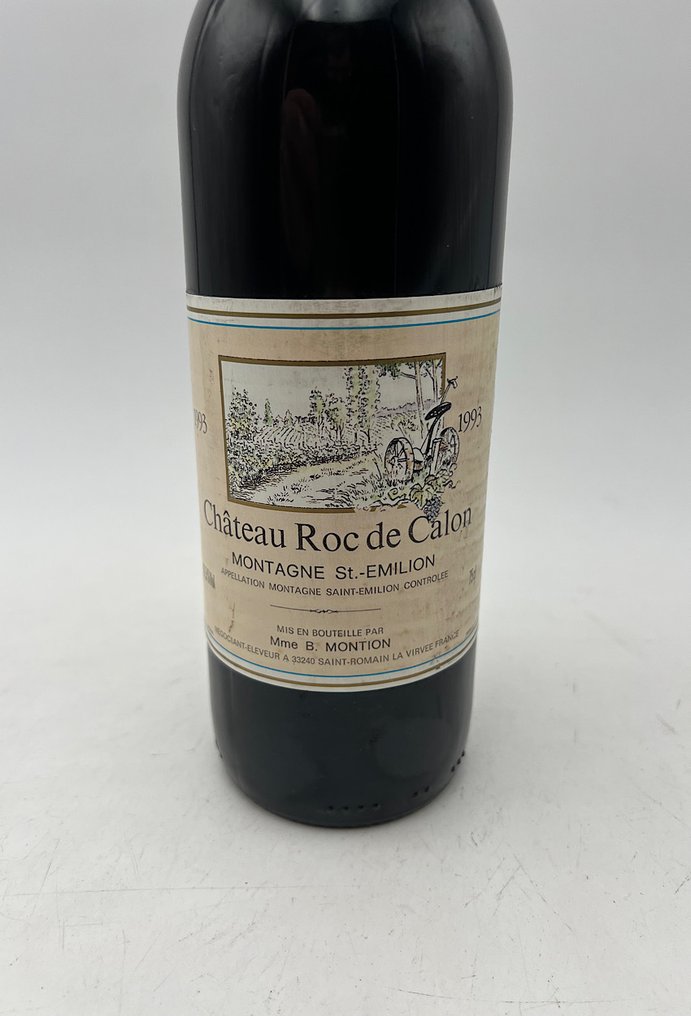 1993
Château Roc de Calon
MONTAGNE St.-EMILION
APPELLATION MONTAGNE SAINT-EMILION CONTROLEE
MIS EN BOUTEILLE PAR
Mme B. MONTION
NEGOCIANT-ELEVEUR A 33240 SAINT-ROMAIN LA VIRVEE FRANCE